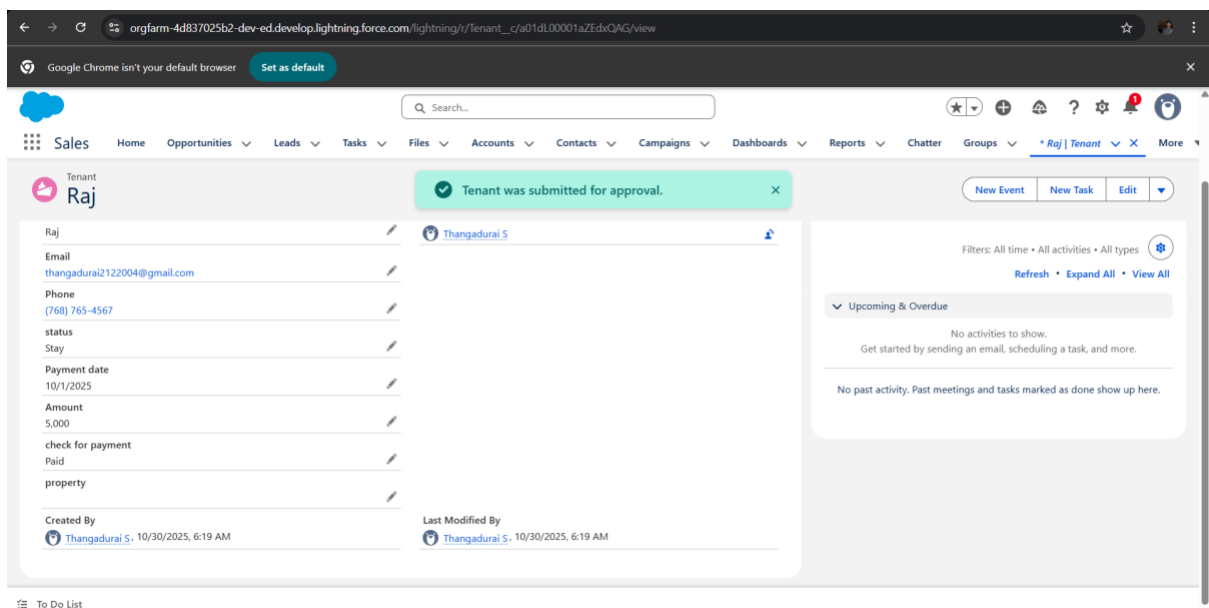 orgfarm-4d837025b2-dev-ed.develop.lightning.force.com/lightning/r/Tenant__c/a01dL00001aZEdxQAG/view
Google Chrome isn't your default browser Set as default
Search...
1
Sales Home Opportunities Leads Tasks Files Accounts Contacts Campaigns Dashboards Reports Chatter Groups * Raj | Tenant More
Tenant
Raj
Tenant was submitted for approval.
New Event New Task Edit
Raj
Thangadurai S
Email
thangadurai2122004@gmail.com
Phone
(768) 765-4567
status
Stay
Payment date
10/1/2025
Amount
5,000
check for payment
Paid
property
Created By
Thangadurai S, 10/30/2025, 6:19 AM
Last Modified By
Thangadurai S, 10/30/2025, 6:19 AM
Filters: All time • All activities • All types
Refresh • Expand All • View All
Upcoming & Overdue
No activities to show.
Get started by sending an email, scheduling a task, and more.
No past activity. Past meetings and tasks marked as done show up here.
To Do List